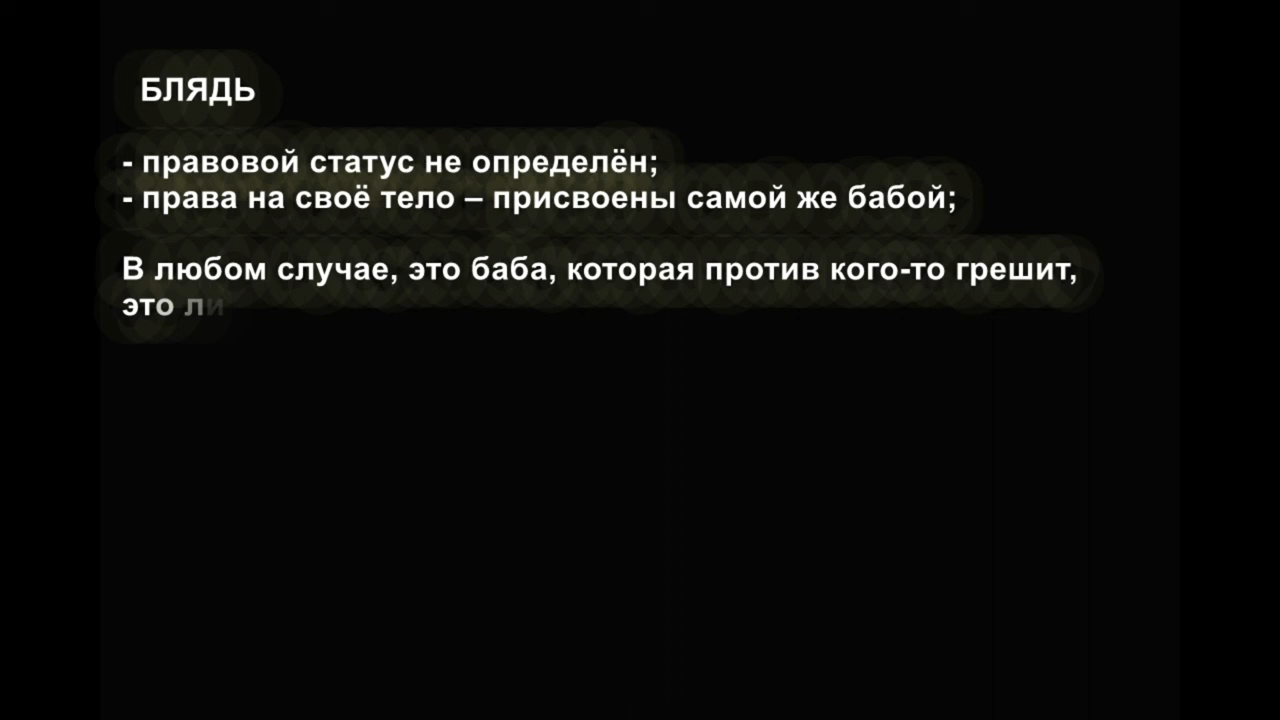 БЛЯДЬ
- правовой статус не определён;
- права на своё тело – присвоены самой же бабой;
В любом случае, это баба, которая против кого-то грешит,
это ли